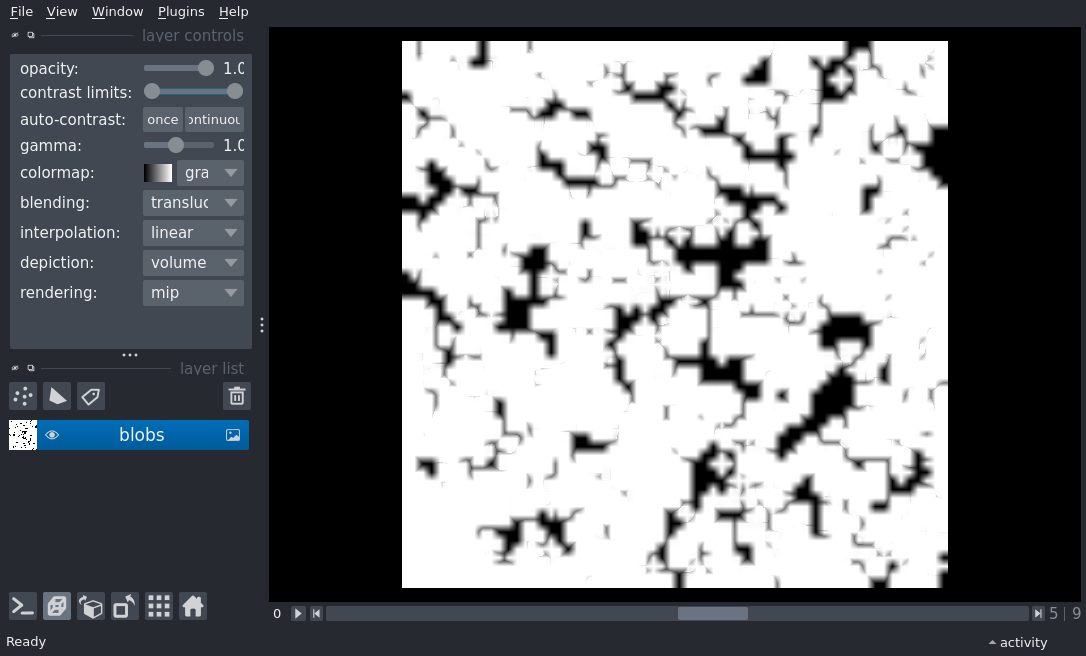 File View Window Plugins Help
layer controls
opacity: 1.0
contrast limits:
auto-contrast: once ontinuou
gamma: 1.0
colormap: gra
blending: transluc
interpolation: linear
depiction: volume
rendering: mip
layer list
blobs
0 5 | 9
Ready activity